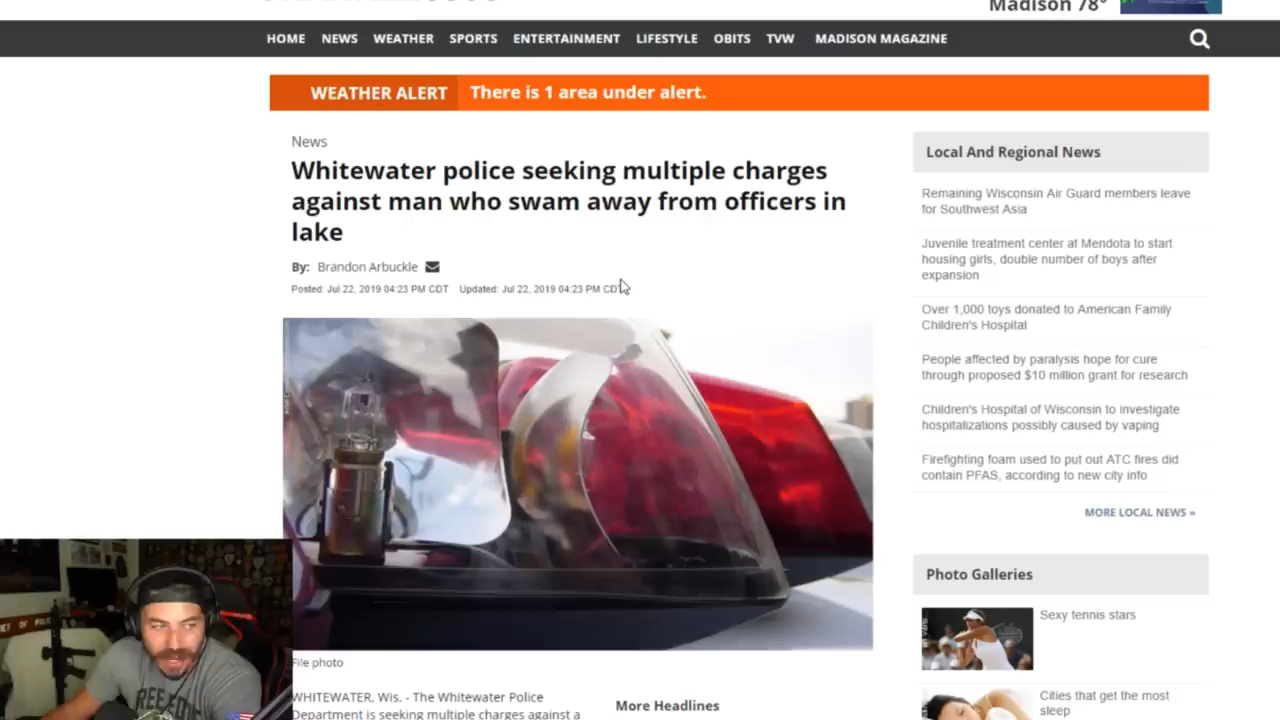 Madison 78°
HOME NEWS WEATHER SPORTS ENTERTAINMENT LIFESTYLE OBITS TVW MADISON MAGAZINE
WEATHER ALERT There is 1 area under alert.
News
Whitewater police seeking multiple charges
against man who swam away from officers in
lake
By: Brandon Arbuckle
Posted: Jul 22, 2019 04:23 PM CDT Updated: Jul 22, 2019 04:23 PM CDT
File photo
WHITEWATER, Wis. - The Whitewater Police
Department is seeking multiple charges against a
More Headlines
Local And Regional News
Remaining Wisconsin Air Guard members leave
for Southwest Asia
Juvenile treatment center at Mendota to start
housing girls, double number of boys after
expansion
Over 1,000 toys donated to American Family
Children's Hospital
People affected by paralysis hope for cure
through proposed $10 million grant for research
Children's Hospital of Wisconsin to investigate
hospitalizations possibly caused by vaping
Firefighting foam used to put out ATC fires did
contain PFAS, according to new city info
MORE LOCAL NEWS »
Photo Galleries
Sexy tennis stars
Cities that get the most
sleep